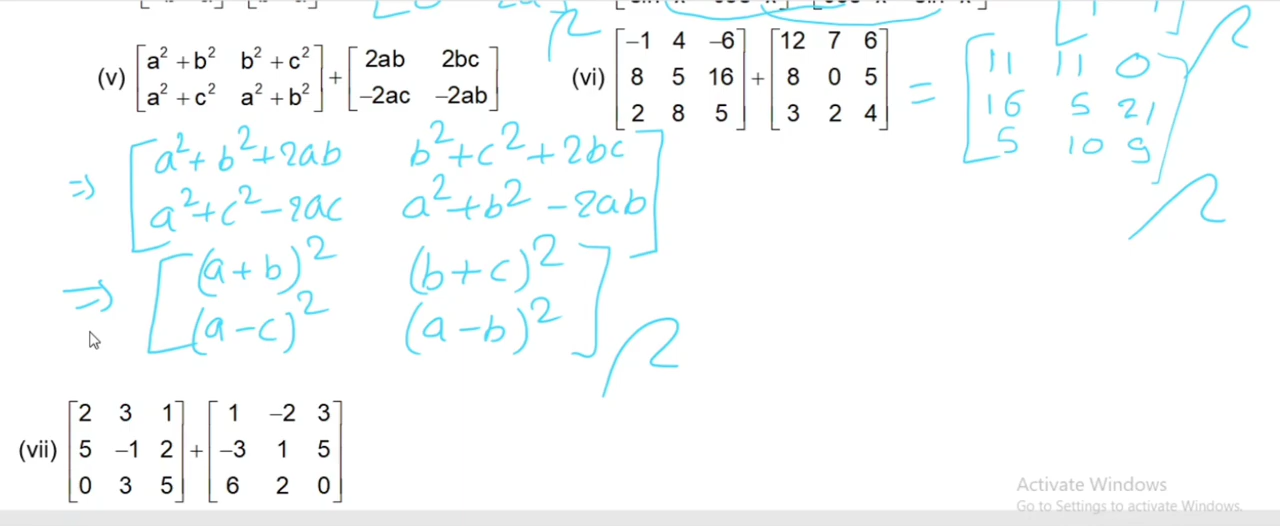 (v) [a² + b²  b² + c²] + [2ab  2bc]
[a² + c²  a² + b²]   [−2ac  −2ab]
⇒ [a² + b² + 2ab  b² + c² + 2bc]
[a² + c² − 2ac  a² + b² − 2ab]
⇒ [(a + b)²  (b + c)²]
[(a − c)²  (a − b)²]
(vi) [−1  4  −6] + [12  7  6] = [11  11  0]
[8  5  16]   [8  0  5]   [16  5  21]
[2  8  5]   [3  2  4]   [5  10  9]
(vii) [2  3  1] + [1  −2  3]
[5  −1  2]   [−3  1  5]
[0  3  5]   [6  2  0]
Activate Windows
Go to Settings to activate Windows.